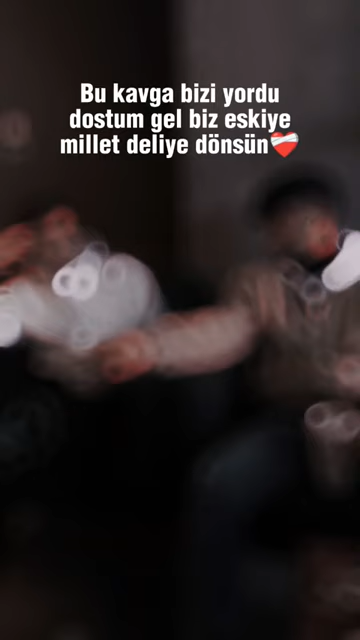 Bu kavga bizi yordu
dostum gel biz eskiye
millet deliye dönsün❤️‍🩹